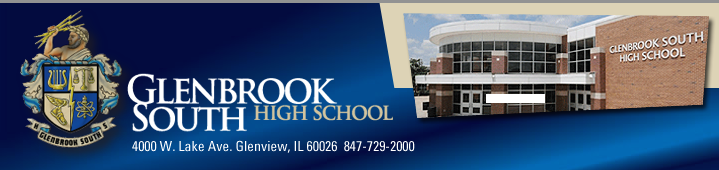 GLENBROOK
SOUTH HIGH SCHOOL
4000 W. Lake Ave. Glenview, IL 60026 847-729-2000
GLENBROOK SOUTH
HIGH SCHOOL
N S
GLENBROOK SOUTH